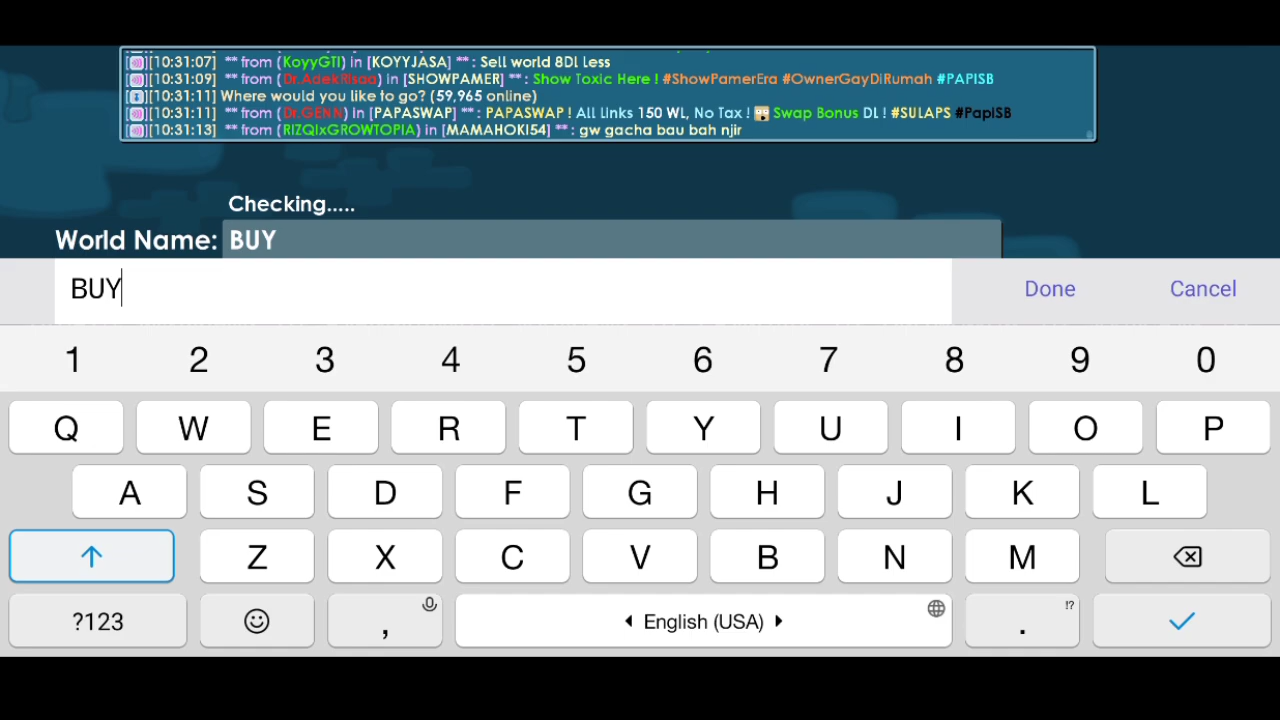 [10:31:07] ** from (KoyyGTI) in [KOYYJASA] ** : Sell world 8Dl Less
[10:31:09] ** from (Dr.AdekRisaa) in [SHOWPAMER] ** : Show Toxic Here ! #ShowPamerEra #OwnerGayDiRumah #PAPISB
[10:31:11] Where would you like to go? (59,965 online)
[10:31:11] ** from (Dr.GENN) in [PAPASWAP] ** : PAPASWAP ! All Links 150 WL, No Tax ! Swap Bonus DL ! #SULAPS #PapiSB
[10:31:13] ** from (RIZQIxGROWTOPIA) in [MAMAHOKI54] ** : gw gacha bau bah njir
Checking.....
World Name: BUY
BUY
Done Cancel
1 2 3 4 5 6 7 8 9 0
Q W E R T Y U I O P
A S D F G H J K L
Z X C V B N M
?123 , English (USA) . !?